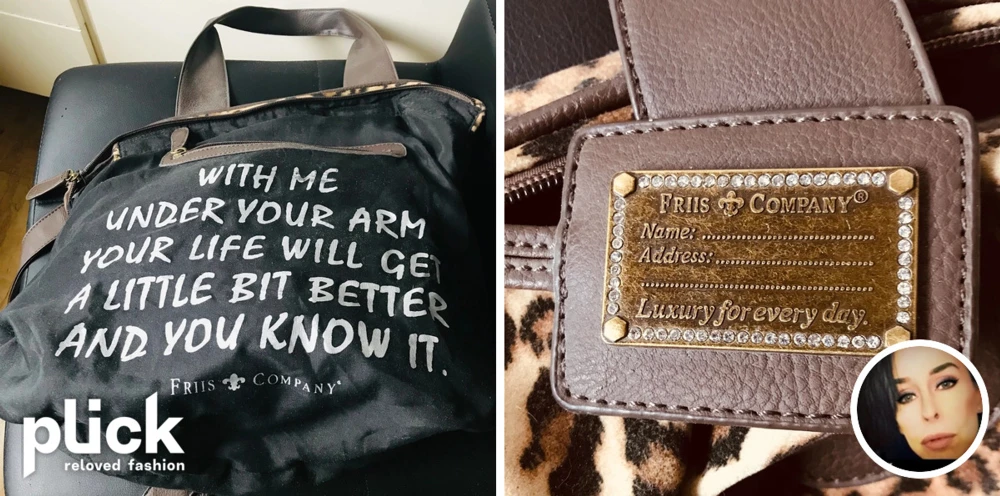 WITH ME
UNDER YOUR ARM
YOUR LIFE WILL GET
A LITTLE BIT BETTER
AND YOU KNOW IT.
FRIIS COMPANY
plick
reloved fashion
FRIIS COMPANY®
Name: ........................................
Address: ....................................
........................................................
Luxury for every day.